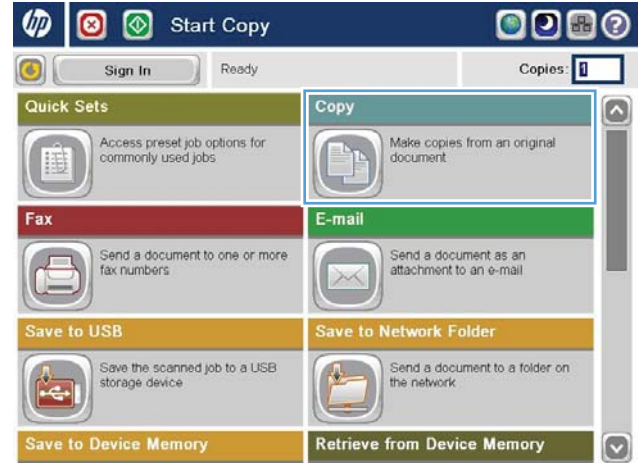 hp
Start Copy
?
Sign In
Ready
Copies: 1
Quick Sets
Access preset job options for
commonly used jobs
Copy
Make copies from an original
document
Fax
Send a document to one or more
fax numbers
E-mail
Send a document as an
attachment to an e-mail
Save to USB
Save the scanned job to a USB
storage device
Save to Network Folder
Send a document to a folder on
the network
Save to Device Memory
Retrieve from Device Memory